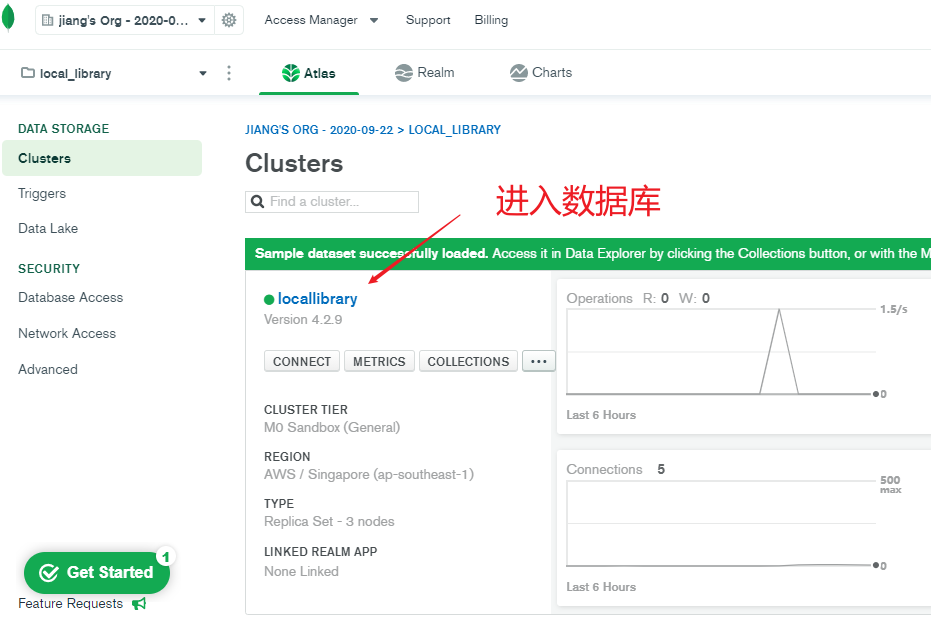 jiang's Org - 2020-0...
Access Manager
Support
Billing
local_library
Atlas
Realm
Charts
DATA STORAGE
Clusters
Triggers
Data Lake
SECURITY
Database Access
Network Access
Advanced
Get Started
1
Feature Requests
JIANG'S ORG - 2020-09-22 > LOCAL_LIBRARY
Clusters
Find a cluster...
进入数据库
Sample dataset successfully loaded. Access it in Data Explorer by clicking the Collections button, or with the M
locallibrary
Version 4.2.9
CONNECT
METRICS
COLLECTIONS
...
CLUSTER TIER
M0 Sandbox (General)
REGION
AWS / Singapore (ap-southeast-1)
TYPE
Replica Set - 3 nodes
LINKED REALM APP
None Linked
Operations R: 0 W: 0
1.5/s
0
Last 6 Hours
Connections 5
500
max
0
Last 6 Hours